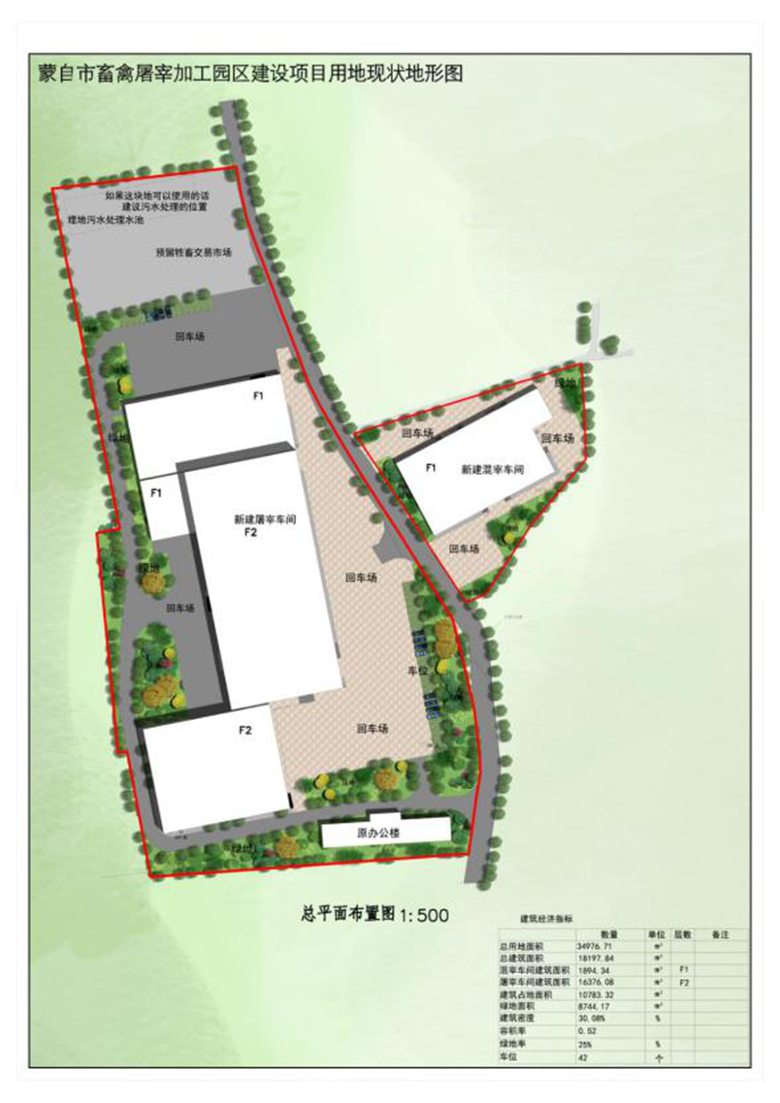 蒙自市畜禽屠宰加工园区建设项目用地现状地形图
如果这块地可以使用的话
建议污水处理的位置
埋地污水处理水池
预留牲畜交易市场
回车场
F1
绿地
F1
新建屠宰车间
F2
绿地
回车场
回车场
车位
回车场
F2
绿地
原办公楼
绿地
回车场
回车场
F1
新建混宰车间
回车场
总平面布置图 1:500
建筑经济指标
数量 单位 层数 备注
总用地面积 34976.71 m²
总建筑面积 18197.84 m²
混宰车间建筑面积 1894.34 m² F1
屠宰车间建筑面积 16376.08 m² F2
建筑占地面积 10783.32 m²
绿地面积 8744.17 m²
建筑密度 30.08% %
容积率 0.52
绿地率 25% %
车位 42 个